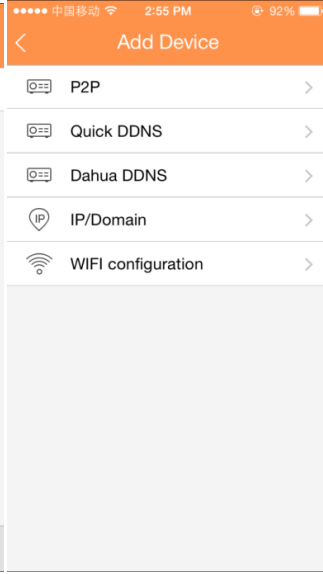 中国移动 2:55 PM 92%
Add Device
P2P
Quick DDNS
Dahua DDNS
IP IP/Domain
WIFI configuration